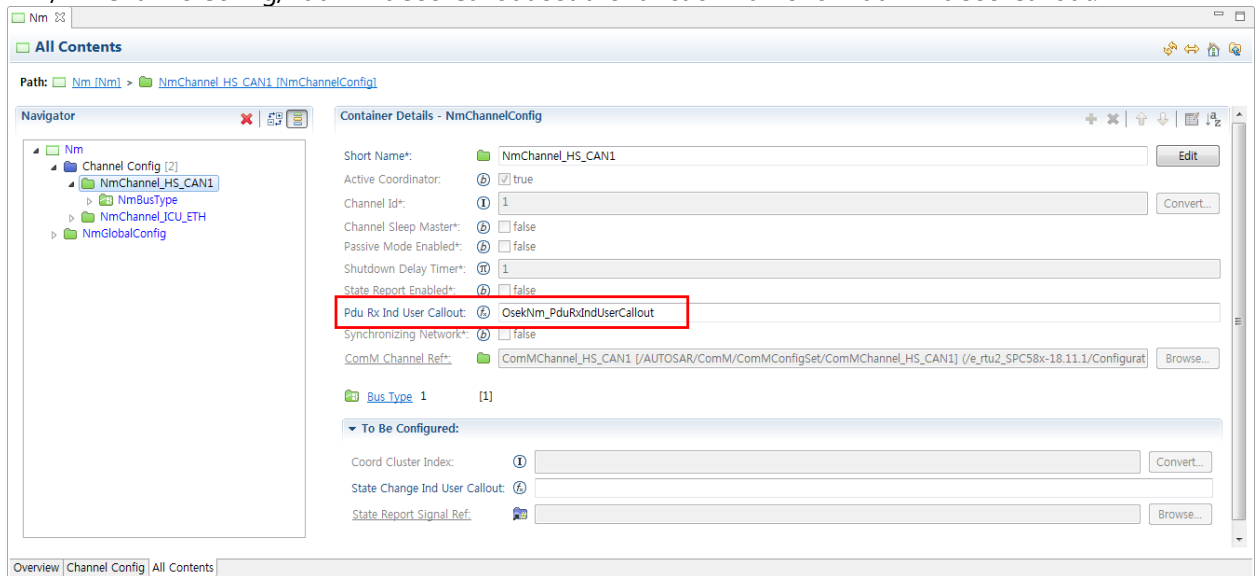 Nm
All Contents
Path: Nm [Nm] > NmChannel_HS_CAN1 [NmChannelConfig]
Navigator
Nm
Channel Config [2]
NmChannel_HS_CAN1
NmBusType
NmChannel_ICU_ETH
NmGlobalConfig
Container Details - NmChannelConfig
Short Name*: NmChannel_HS_CAN1 Edit
Active Coordinator: true
Channel Id*: 1 Convert...
Channel Sleep Master*: false
Passive Mode Enabled*: false
Shutdown Delay Timer*: 1
State Report Enabled*: false
Pdu Rx Ind User Callout: OsekNm_PduRxIndUserCallout
Synchronizing Network*: false
ComM Channel Ref*: ComMChannel_HS_CAN1 [/AUTOSAR/ComM/ComMConfigSet/ComMChannel_HS_CAN1] (/e_rtu2_SPC58x-18.11.1/Configurat Browse...
Bus Type 1 [1]
To Be Configured:
Coord Cluster Index: Convert...
State Change Ind User Callout:
State Report Signal Ref: Browse...
Overview Channel Config All Contents